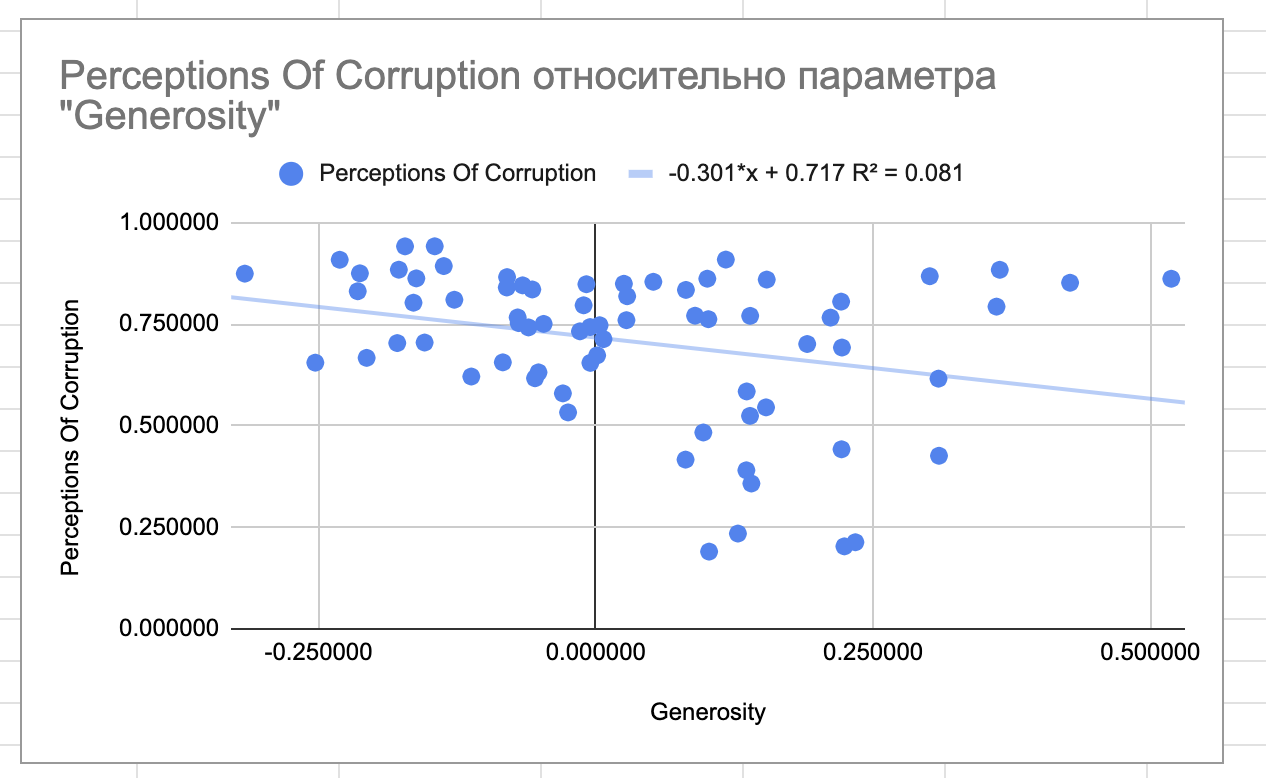 Perceptions Of Corruption относительно параметра
"Generosity"
Perceptions Of Corruption
-0.301*x + 0.717 R² = 0.081
1.000000
0.750000
0.500000
0.250000
0.000000
Perceptions Of Corruption
-0.250000
0.000000
0.250000
0.500000
Generosity